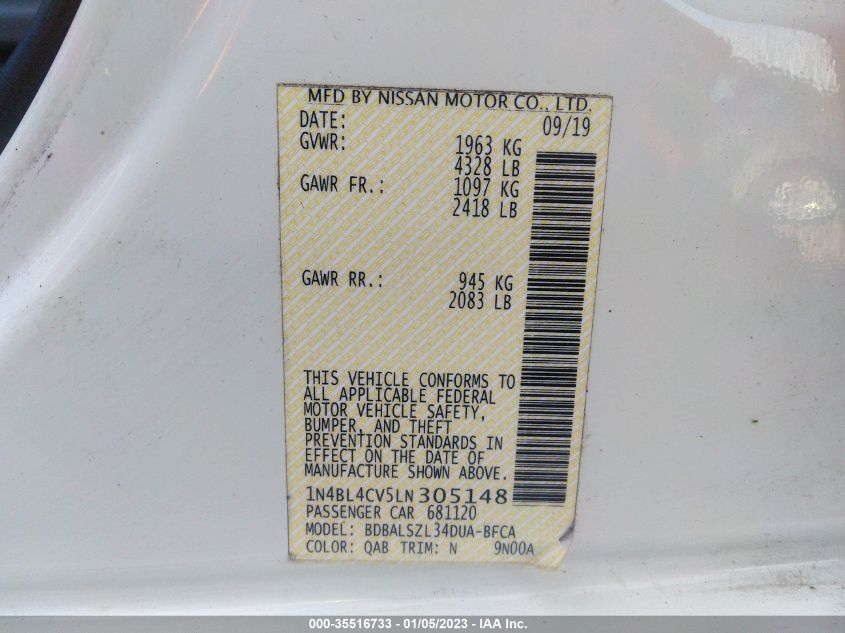 MFD BY NISSAN MOTOR CO., LTD.
DATE: 09/19
GVWR: 1963 KG
4328 LB
GAWR FR.: 1097 KG
2418 LB
GAWR RR.: 945 KG
2083 LB
THIS VEHICLE CONFORMS TO
ALL APPLICABLE FEDERAL
MOTOR VEHICLE SAFETY,
BUMPER, AND THEFT
PREVENTION STANDARDS IN
EFFECT ON THE DATE OF
MANUFACTURE SHOWN ABOVE.
1N4BL4CV5LN305148
PASSENGER CAR 681120
MODEL: BDBALSZL34DUA-BFCA
COLOR: QAB TRIM: N 9N00A
000-35516733 - 01/05/2023 - IAA Inc.